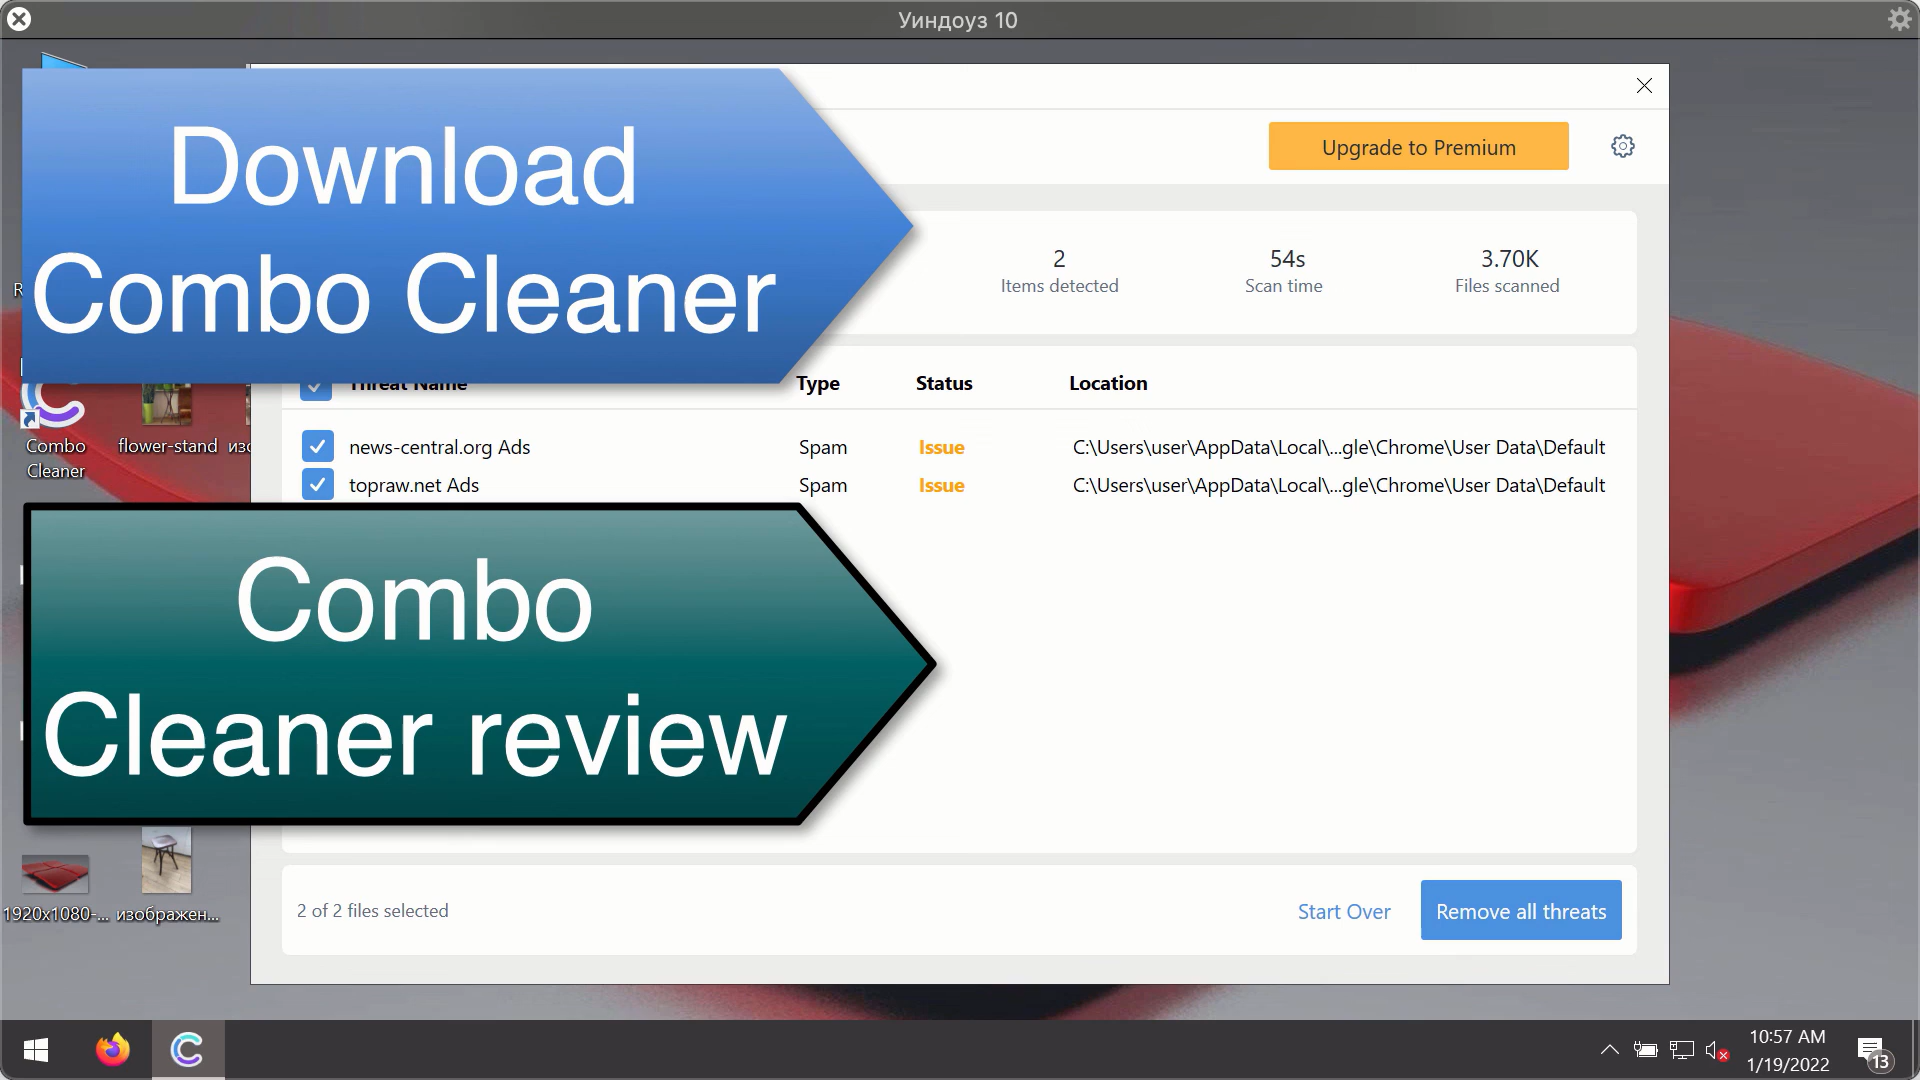 Уиндоуз 10
Download
Combo Cleaner
Upgrade to Premium
2
Items detected
54s
Scan time
3.70K
Files scanned
Threat Name Type Status Location
news-central.org Ads Spam Issue C:\Users\user\AppData\Local\...gle\Chrome\User Data\Default
topraw.net Ads Spam Issue C:\Users\user\AppData\Local\...gle\Chrome\User Data\Default
Combo
Cleaner
flower-stand
Combo
Cleaner review
1920x1080-...
изображен...
2 of 2 files selected
Start Over
Remove all threats
10:57 AM
1/19/2022
13